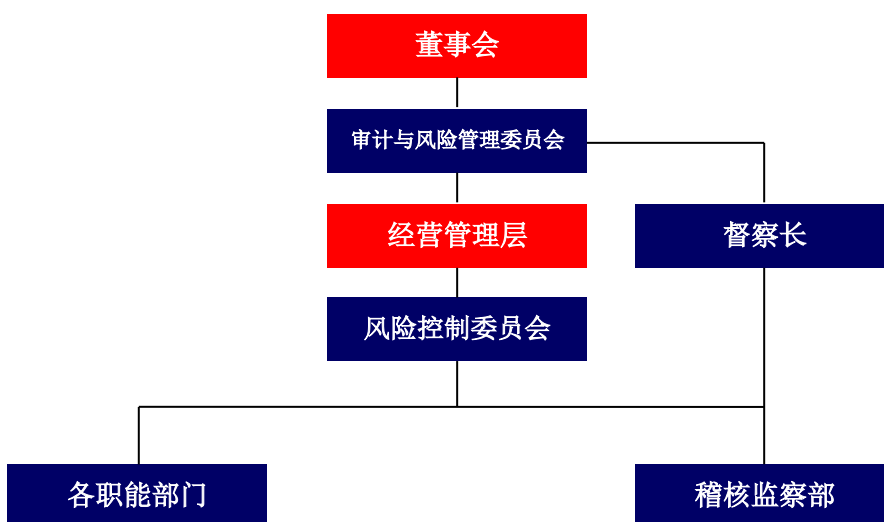 董事会
审计与风险管理委员会
经营管理层
督察长
风险控制委员会
各职能部门
稽核监察部